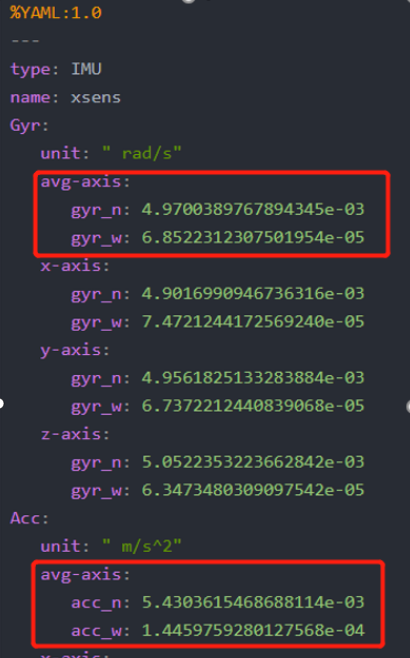 %YAML:1.0
---
type: IMU
name: xsens
Gyr:
   unit: " rad/s"
   avg-axis:
      gyr_n: 4.9700389767894345e-03
      gyr_w: 6.8522312307501954e-05
   x-axis:
      gyr_n: 4.9016990946736316e-03
      gyr_w: 7.4721244172569240e-05
   y-axis:
      gyr_n: 4.9561825133283884e-03
      gyr_w: 6.7372212440839068e-05
   z-axis:
      gyr_n: 5.0522353223662842e-03
      gyr_w: 6.3473480309097542e-05
Acc:
   unit: " m/s^2"
   avg-axis:
      acc_n: 5.4303615468688114e-03
      acc_w: 1.4459759280127568e-04
   x-axis: